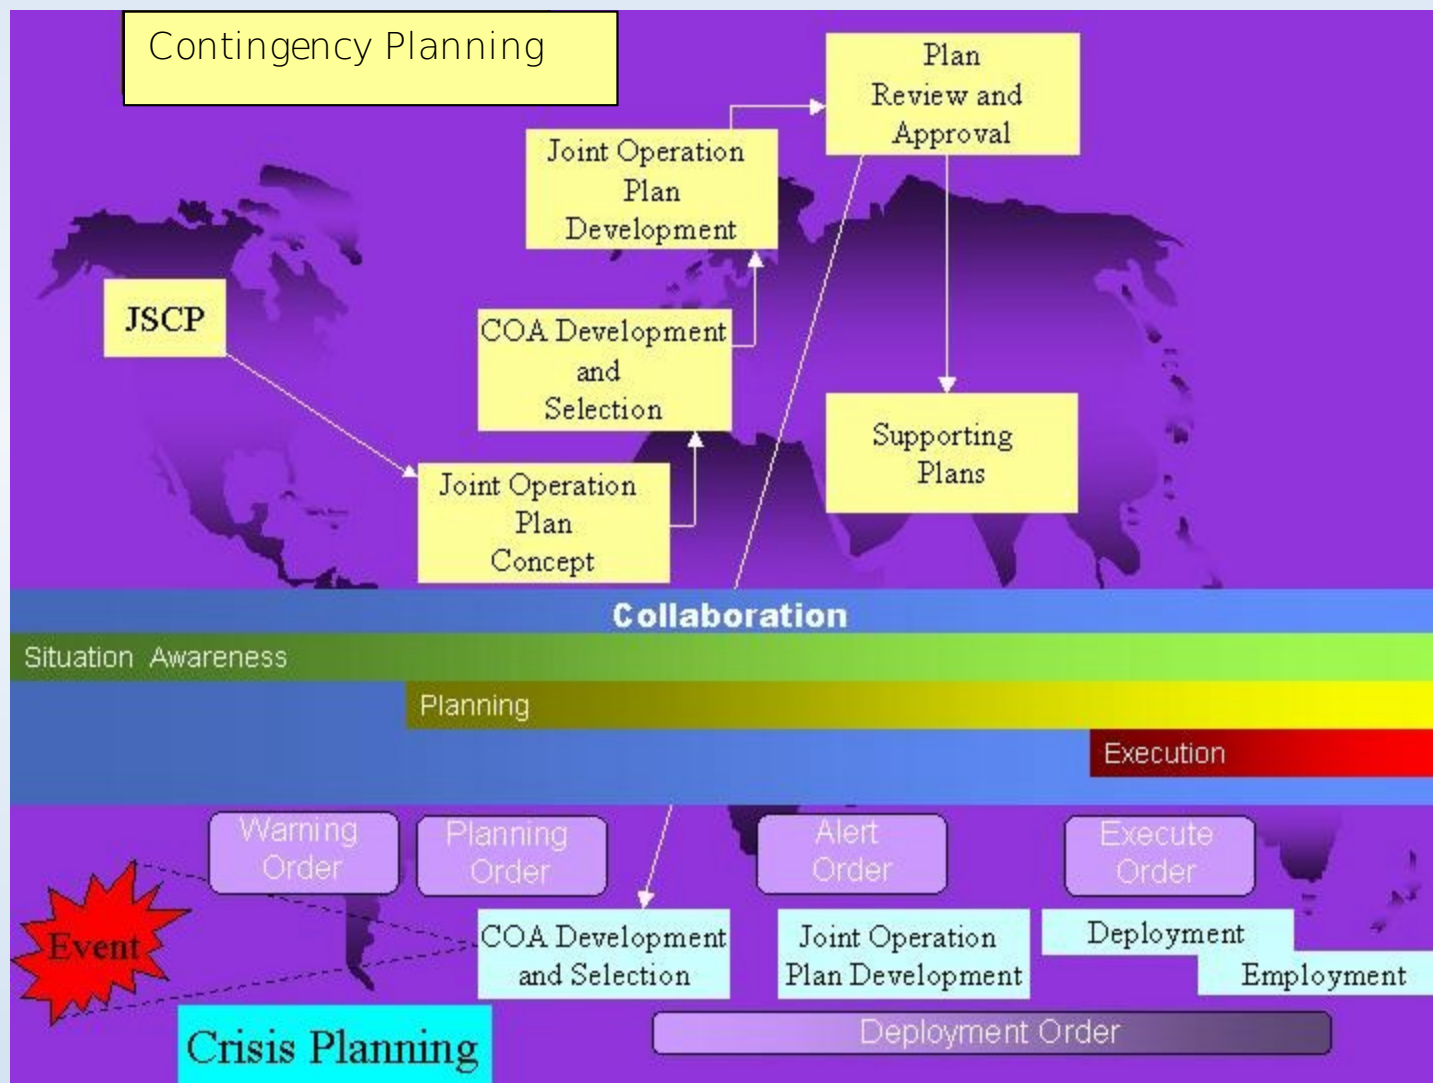 Contingency Planning
Plan
Review and
Approval
Joint Operation
Plan
Development
JSCP
COA Development
and
Selection
Supporting
Plans
Joint Operation
Plan
Concept
Collaboration
Situation Awareness
Planning
Execution
Warning
Order
Planning
Order
Alert
Order
Execute
Order
Event
COA Development
and Selection
Joint Operation
Plan Development
Deployment
Employment
Crisis Planning
Deployment Order